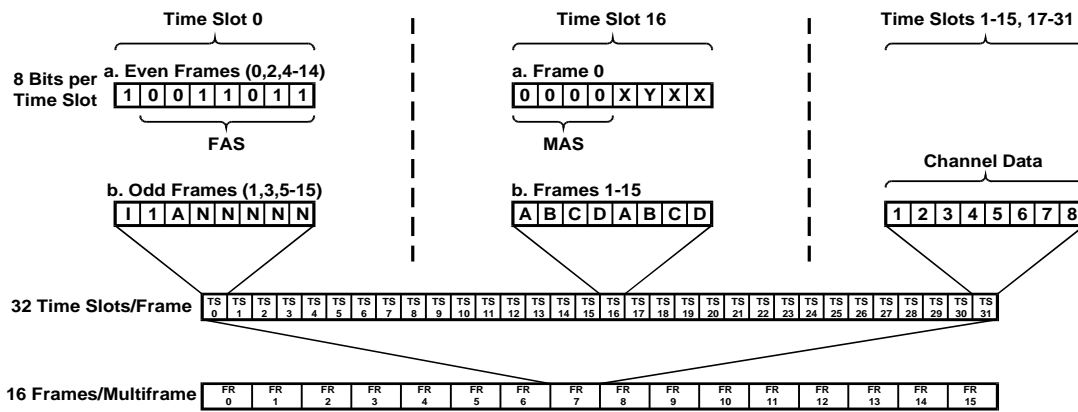 Time Slot 0
Time Slot 16
Time Slots 1-15, 17-31
8 Bits per
Time Slot
a. Even Frames (0,2,4-14)
1 0 0 1 1 0 1 1
FAS
a. Frame 0
0 0 0 0 X Y X X
MAS
b. Odd Frames (1,3,5-15)
I 1 A N N N N N
b. Frames 1-15
A B C D A B C D
Channel Data
1 2 3 4 5 6 7 8
32 Time Slots/Frame
TS TS TS TS TS TS TS TS TS TS TS TS TS TS TS TS TS TS TS TS TS TS TS TS TS TS TS TS TS TS TS TS
0 1 2 3 4 5 6 7 8 9 10 11 12 13 14 15 16 17 18 19 20 21 22 23 24 25 26 27 28 29 30 31
16 Frames/Multiframe
FR FR FR FR FR FR FR FR FR FR FR FR FR FR FR FR
0 1 2 3 4 5 6 7 8 9 10 11 12 13 14 15